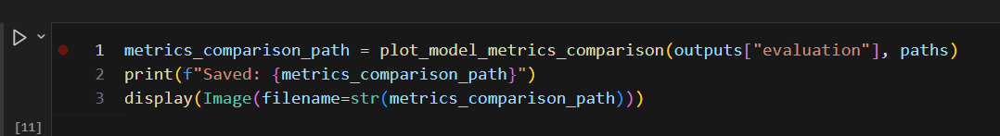 1 metrics_comparison_path = plot_model_metrics_comparison(outputs["evaluation"], paths)
2 print(f"Saved: {metrics_comparison_path}")
3 display(Image(filename=str(metrics_comparison_path)))
[11]